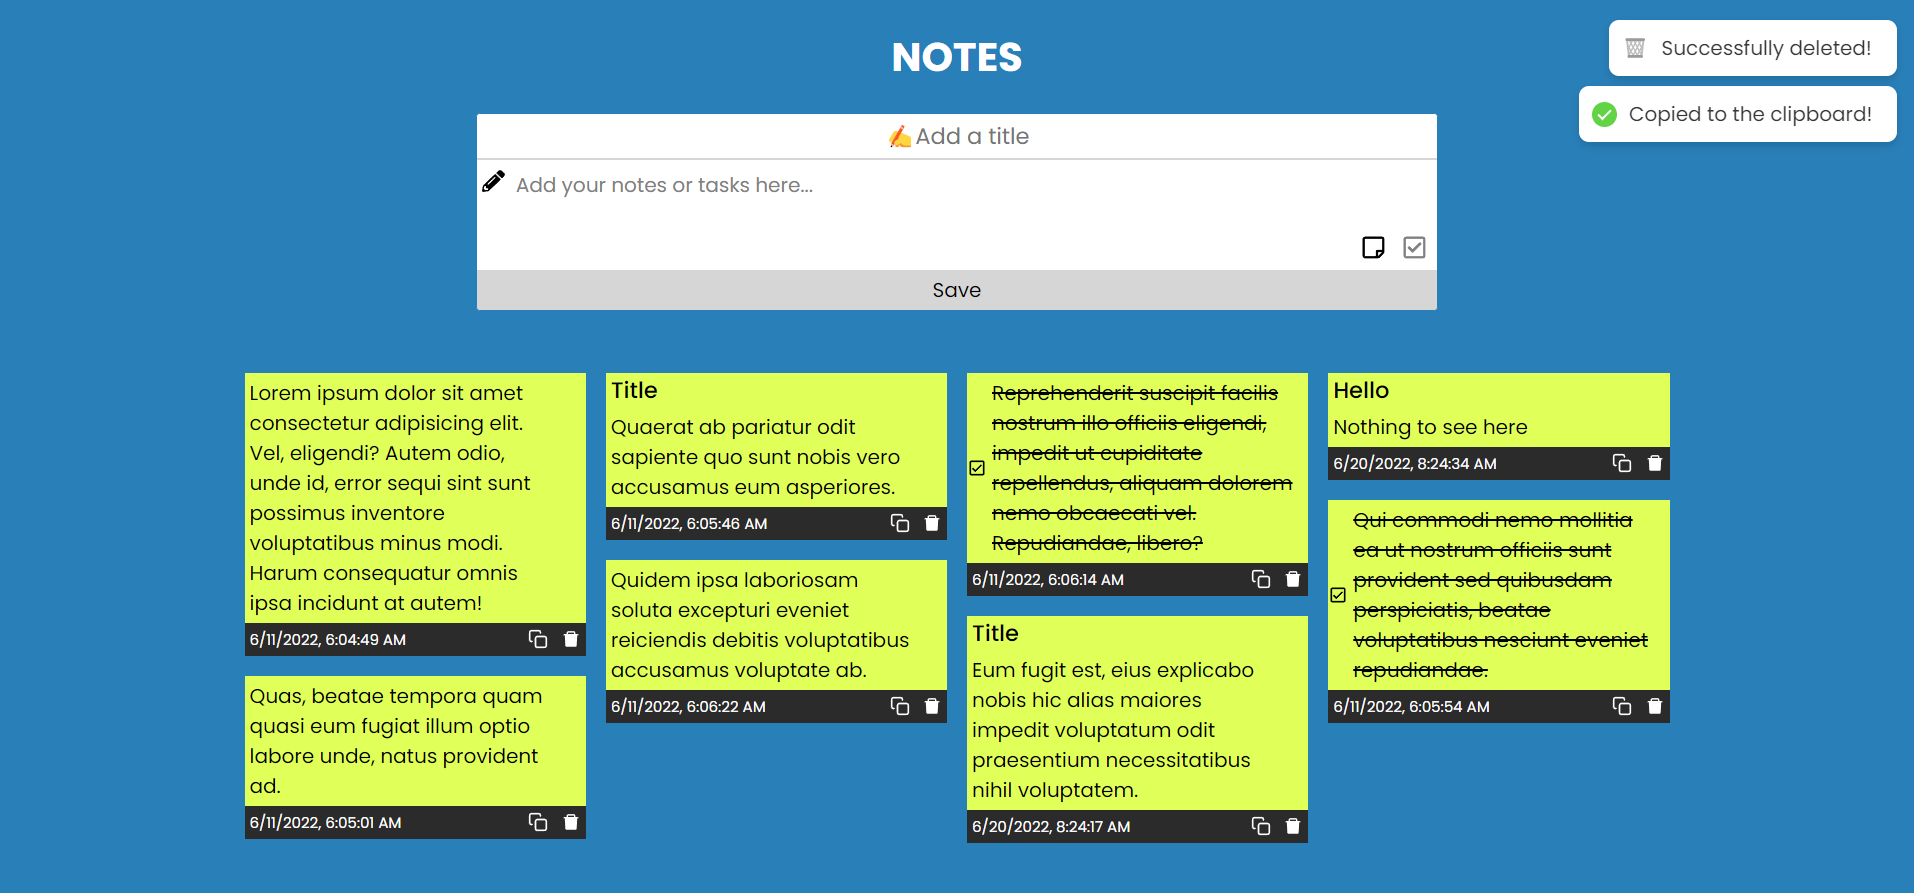 NOTES
Successfully deleted!
Copied to the clipboard!
✍Add a title
Add your notes or tasks here...
Save
Lorem ipsum dolor sit amet
consectetur adipisicing elit.
Vel, eligendi? Autem odio,
unde id, error sequi sint sunt
possimus inventore
voluptatibus minus modi.
Harum consequatur omnis
ipsa incidunt at autem!
6/11/2022, 6:04:49 AM
Quas, beatae tempora quam
quasi eum fugiat illum optio
labore unde, natus provident
ad.
6/11/2022, 6:05:01 AM
Title
Quaerat ab pariatur odit
sapiente quo sunt nobis vero
accusamus eum asperiores.
6/11/2022, 6:05:46 AM
Quidem ipsa laboriosam
soluta excepturi eveniet
reiciendis debitis voluptatibus
accusamus voluptate ab.
6/11/2022, 6:06:22 AM
Reprehenderit suscipit facilis
nostrum illo officiis eligendi,
impedit ut cupiditate
repellendus, aliquam dolorem
nemo obcaecati vel.
Repudiandae, libero?
6/11/2022, 6:06:14 AM
Title
Eum fugit est, eius explicabo
nobis hic alias maiores
impedit voluptatum odit
praesentium necessitatibus
nihil voluptatem.
6/20/2022, 8:24:17 AM
Hello
Nothing to see here
6/20/2022, 8:24:34 AM
Qui commodi nemo mollitia
ea ut nostrum officiis sunt
provident sed quibusdam
perspiciatis, beatae
voluptatibus nesciunt eveniet
repudiandae.
6/11/2022, 6:05:54 AM